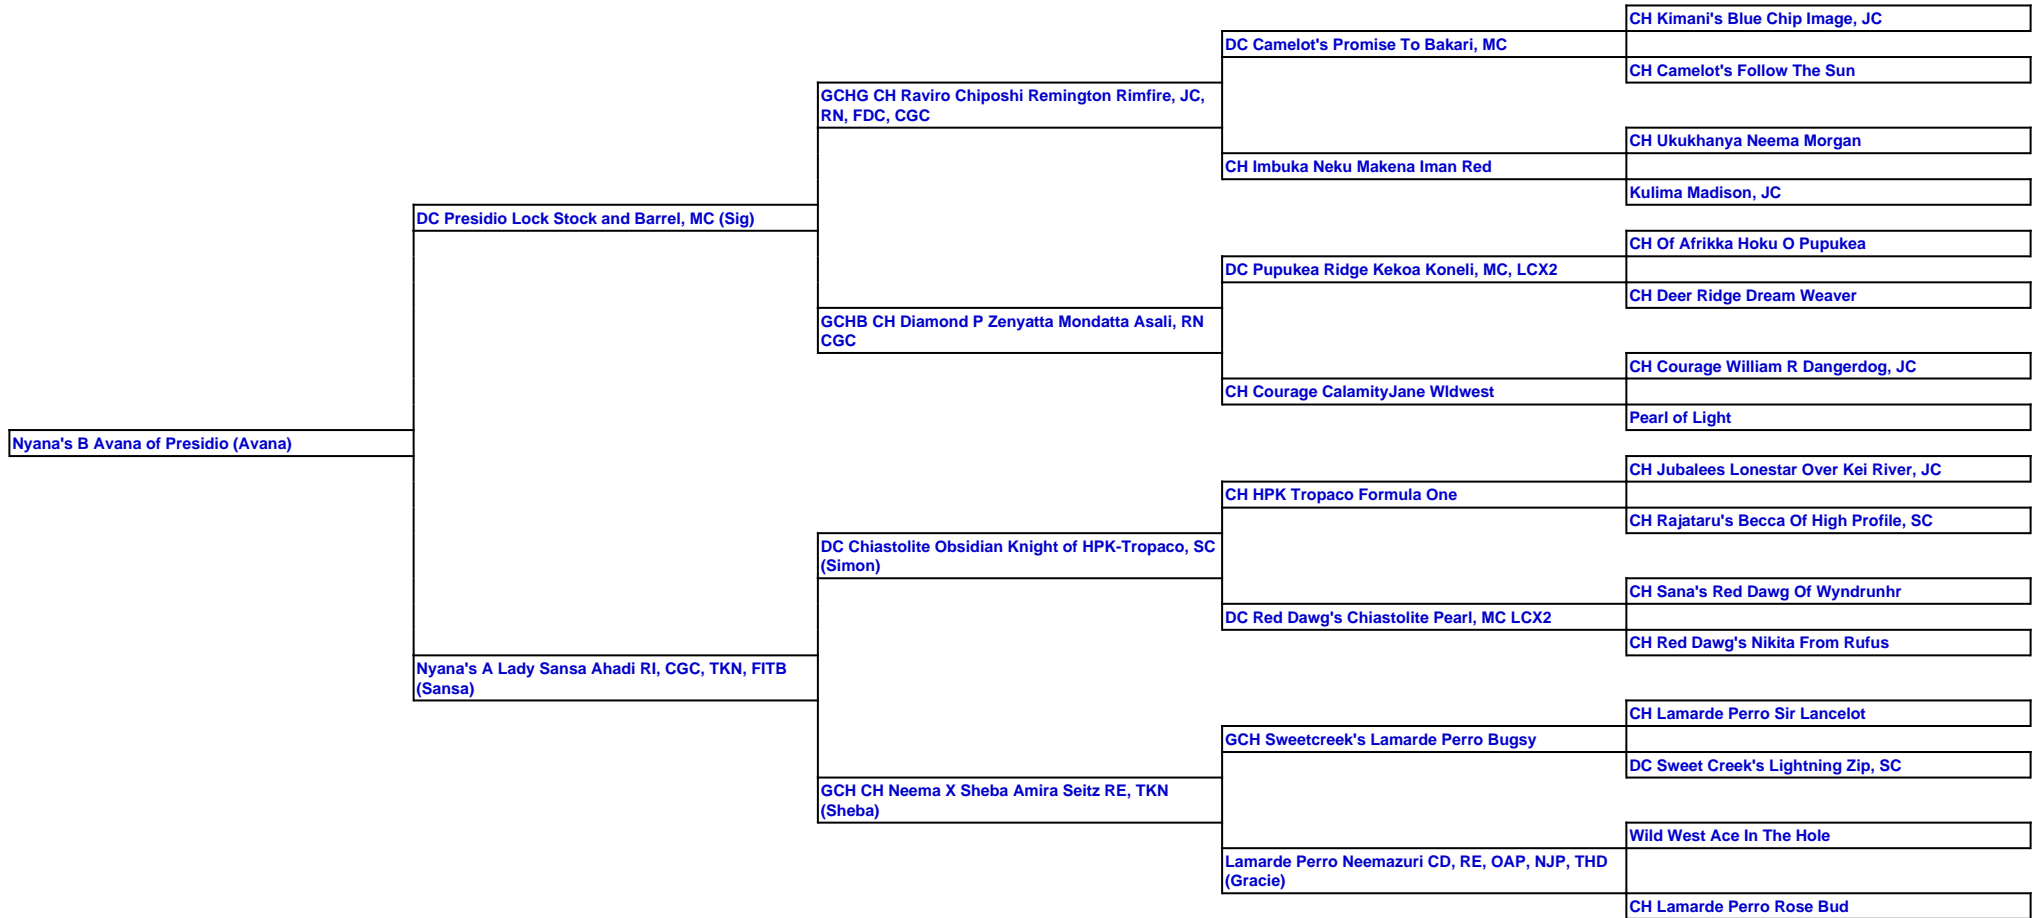 CH Kimani's Blue Chip Image, JC
DC Camelot's Promise To Bakari, MC
CH Camelot's Follow The Sun
GCHG CH Raviro Chiposhi Remington Rimfire, JC,
RN, FDC, CGC
CH Ukukhanya Neema Morgan
CH Imbuka Neku Makena Iman Red
Kulima Madison, JC
DC Presidio Lock Stock and Barrel, MC (Sig)
CH Of Afrikka Hoku O Pupukea
DC Pupukea Ridge Kekoa Koneli, MC, LCX2
CH Deer Ridge Dream Weaver
GCHB CH Diamond P Zenyatta Mondatta Asali, RN
CGC
CH Courage William R Dangerdog, JC
CH Courage CalamityJane Wldwest
Pearl of Light
Nyana's B Avana of Presidio (Avana)
CH Jubalees Lonestar Over Kei River, JC
CH HPK Tropaco Formula One
CH Rajataru's Becca Of High Profile, SC
DC Chiastolite Obsidian Knight of HPK-Tropaco, SC
(Simon)
CH Sana's Red Dawg Of Wyndrunhr
DC Red Dawg's Chiastolite Pearl, MC LCX2
CH Red Dawg's Nikita From Rufus
Nyana's A Lady Sansa Ahadi RI, CGC, TKN, FITB
(Sansa)
CH Lamarde Perro Sir Lancelot
GCH Sweetcreek's Lamarde Perro Bugsy
DC Sweet Creek's Lightning Zip, SC
GCH CH Neema X Sheba Amira Seitz RE, TKN
(Sheba)
Wild West Ace In The Hole
Lamarde Perro Neemazuri CD, RE, OAP, NJP, THD
(Gracie)
CH Lamarde Perro Rose Bud